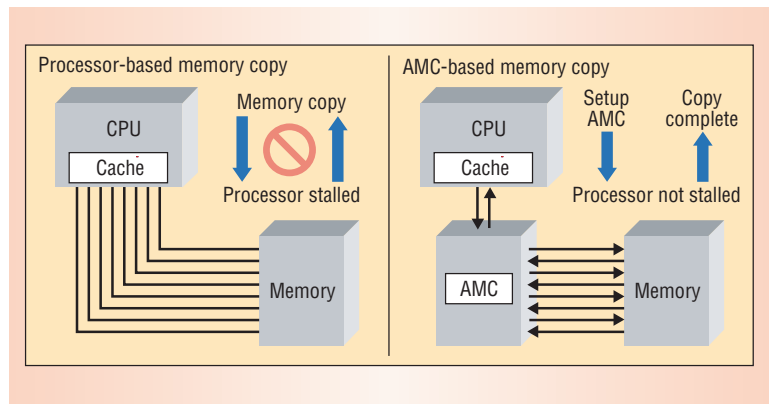 Processor-based memory copy
CPU
Cache
Memory copy
Processor stalled
Memory
AMC-based memory copy
CPU
Cache
Setup
AMC
Copy
complete
Processor not stalled
AMC
Memory